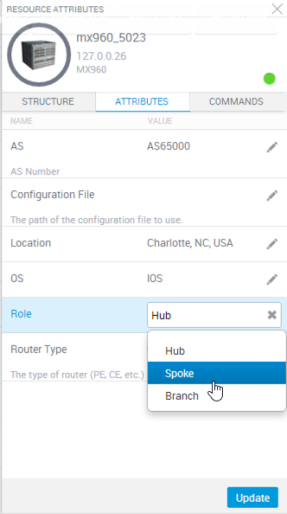 RESOURCE ATTRIBUTES
mx960_5023
127.0.0.26
MX960
STRUCTURE ATTRIBUTES COMMANDS
NAME VALUE
AS AS65000
AS Number
Configuration File
The path of the configuration file to use.
Location Charlotte, NC, USA
OS IOS
Role Hub
Router Type Hub
The type of router (PE, CE, etc.) Spoke
Branch
Update